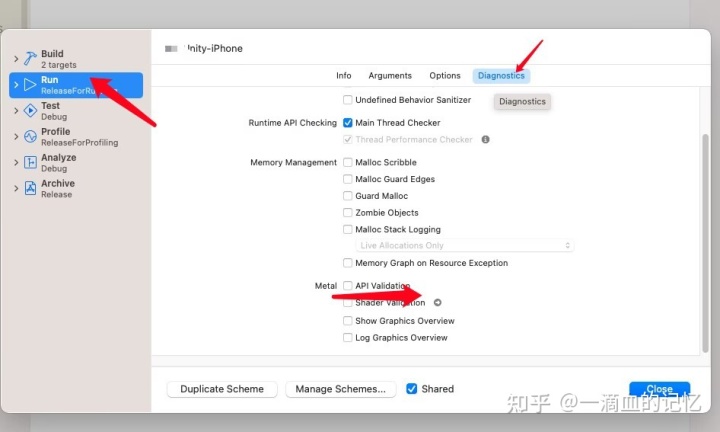 Unity-iPhone
Build
2 targets
Run
Test
Debug
Profile
ReleaseForProfiling
Analyze
Debug
Archive
Release
Info Arguments Options Diagnostics
Undefined Behavior Sanitizer
Diagnostics
Runtime API Checking Main Thread Checker
Thread Performance Checker
Memory Management Malloc Scribble
Malloc Guard Edges
Guard Malloc
Zombie Objects
Malloc Stack Logging
Live Allocations Only
Memory Graph on Resource Exception
Metal API Validation
Shader Validation
Show Graphics Overview
Log Graphics Overview
Duplicate Scheme Manage Schemes... Shared Close
知乎 @一滴血的记忆